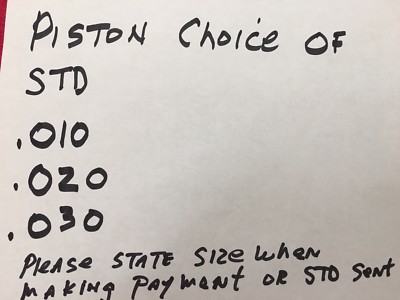 PISTON CHOICE OF
STD
.010
.020
.030
PLEASE STATE SIZE WHEN
MAKING PAYMENT OR STD SENT